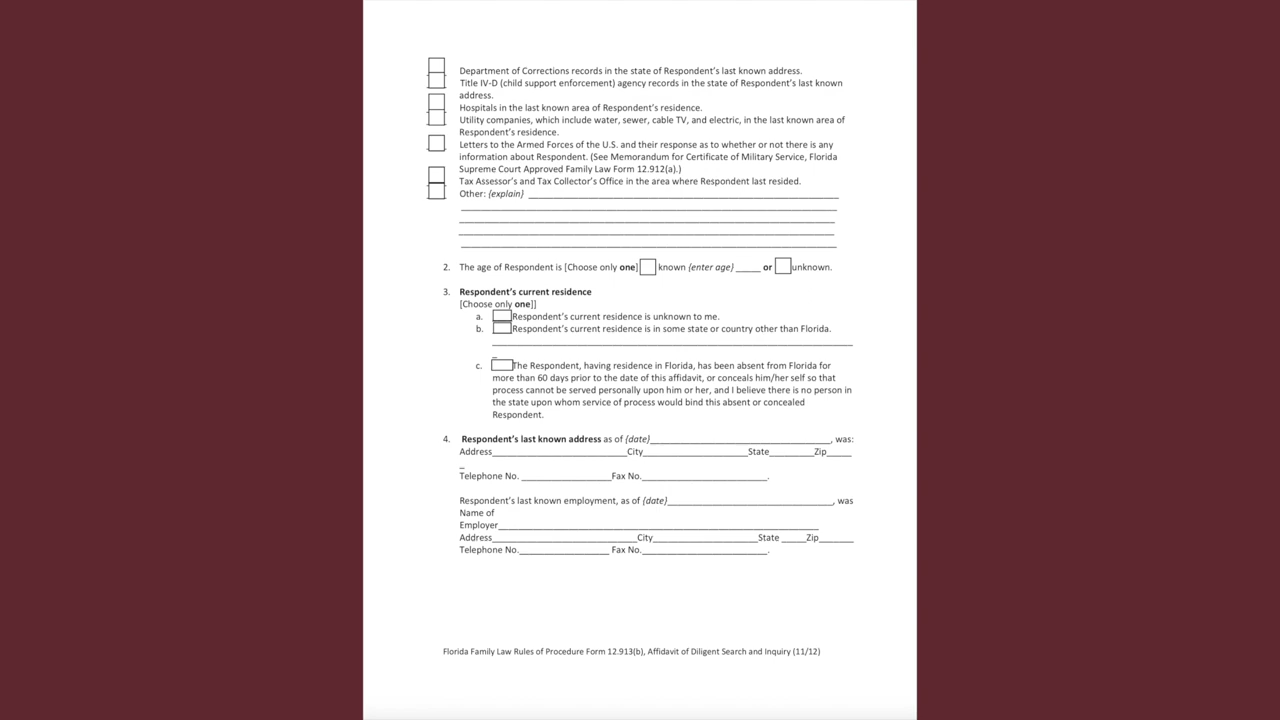 Department of Corrections records in the state of Respondent's last known address.
Title IV-D (child support enforcement) agency records in the state of Respondent's last known
address.
Hospitals in the last known area of Respondent's residence.
Utility companies, which include water, sewer, cable TV, and electric, in the last known area of
Respondent's residence.
Letters to the Armed Forces of the U.S. and their response as to whether or not there is any
information about Respondent. (See Memorandum for Certificate of Military Service, Florida
Supreme Court Approved Family Law Form 12.912(a).)
Tax Assessor's and Tax Collector's Office in the area where Respondent last resided.
Other: {explain}
2. The age of Respondent is [Choose only one] known {enter age} _____ or unknown.
3. Respondent's current residence
[Choose only one]]
a. Respondent's current residence is unknown to me.
b. Respondent's current residence is in some state or country other than Florida.
c. The Respondent, having residence in Florida, has been absent from Florida for
more than 60 days prior to the date of this affidavit, or conceals him/her self so that
process cannot be served personally upon him or her, and I believe there is no person in
the state upon whom service of process would bind this absent or concealed
Respondent.
4. Respondent's last known address as of {date}____________________, was:
Address____________________City____________________State_________Zip_____
Telephone No. __________________Fax No.____________________.
Respondent's last known employment, as of {date}____________________, was
Name of
Employer____________________
Address____________________City____________________State _____Zip_______
Telephone No.__________________ Fax No.____________________.
Florida Family Law Rules of Procedure Form 12.913(b), Affidavit of Diligent Search and Inquiry (11/12)